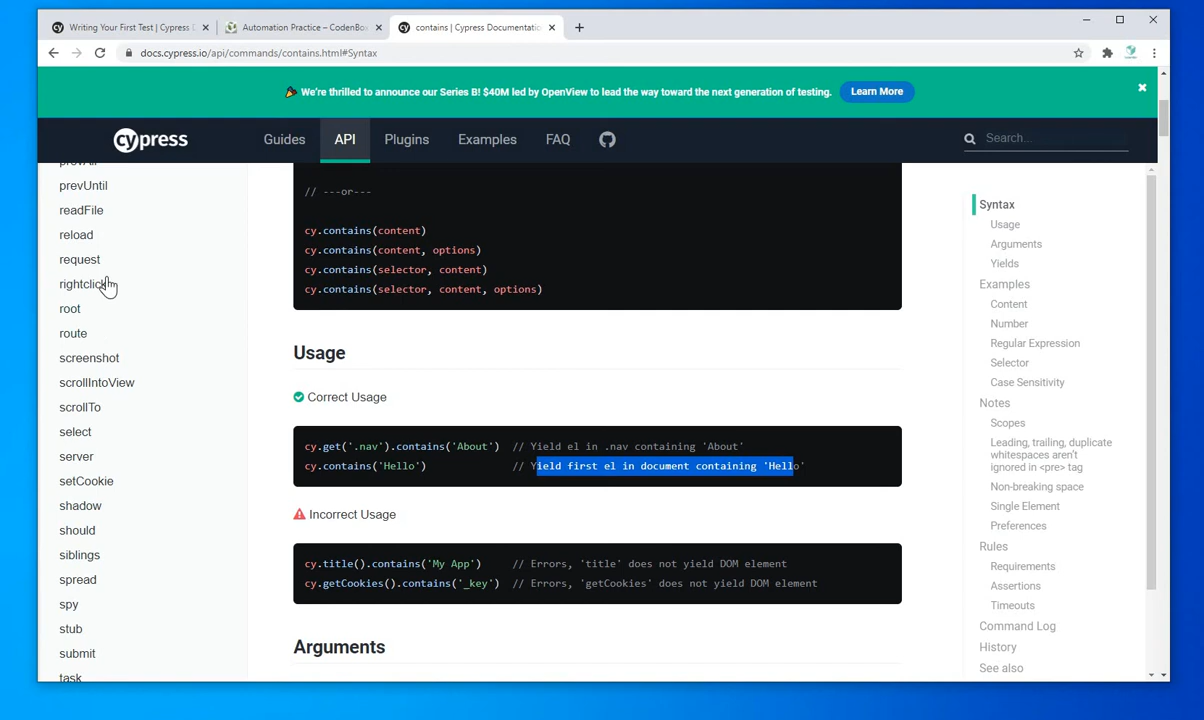 Writing Your First Test | Cypress D
Automation Practice – CodenBo
contains | Cypress Documentatio
docs.cypress.io/api/commands/contains.html#Syntax
We're thrilled to announce our Series B! $40M led by OpenView to lead the way toward the next generation of testing.
Learn More
cypress
Guides
API
Plugins
Examples
FAQ
Search...
prevAll
prevUntil
readFile
reload
request
rightclick
root
route
screenshot
scrollIntoView
scrollTo
select
server
setCookie
shadow
should
siblings
spread
spy
stub
submit
task
// ---or---
cy.contains(content)
cy.contains(content, options)
cy.contains(selector, content)
cy.contains(selector, content, options)
Usage
Correct Usage
cy.get('.nav').contains('About') // Yield el in .nav containing 'About'
cy.contains('Hello') // Yield first el in document containing 'Hello'
Incorrect Usage
cy.title().contains('My App') // Errors, 'title' does not yield DOM element
cy.getCookies().contains('_key') // Errors, 'getCookies' does not yield DOM element
Arguments
Syntax
Usage
Arguments
Yields
Examples
Content
Number
Regular Expression
Selector
Case Sensitivity
Notes
Scopes
Leading, trailing, duplicate
whitespaces aren't
ignored in <pre> tag
Non-breaking space
Single Element
Preferences
Rules
Requirements
Assertions
Timeouts
Command Log
History
See also